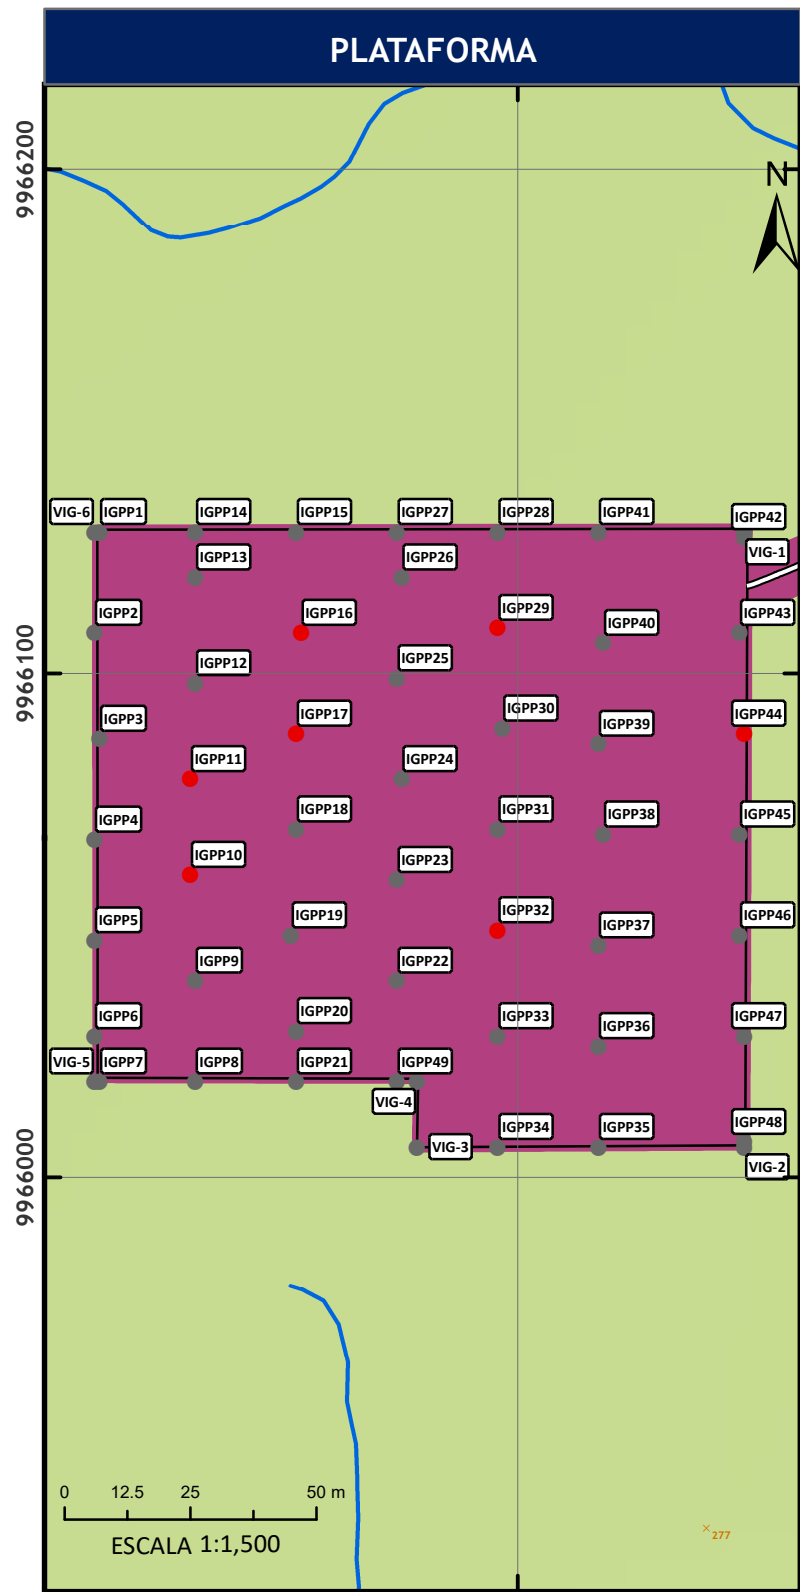 PLATAFORMA
9966200
N
VIG-6
IGPP1
IGPP14
IGPP15
IGPP27
IGPP28
IGPP41
IGPP42
VIG-1
IGPP13
IGPP26
IGPP2
IGPP16
IGPP29
IGPP40
IGPP43
9966100
IGPP12
IGPP25
IGPP3
IGPP17
IGPP30
IGPP39
IGPP44
IGPP11
IGPP24
IGPP4
IGPP18
IGPP31
IGPP38
IGPP45
IGPP10
IGPP23
IGPP5
IGPP19
IGPP32
IGPP37
IGPP46
IGPP9
IGPP22
IGPP6
IGPP20
IGPP33
IGPP36
IGPP47
VIG-5
IGPP7
IGPP8
IGPP21
IGPP49
VIG-4
VIG-3
IGPP34
IGPP35
IGPP48
VIG-2
9966000
0 12.5 25 50 m
ESCALA 1:1,500
277